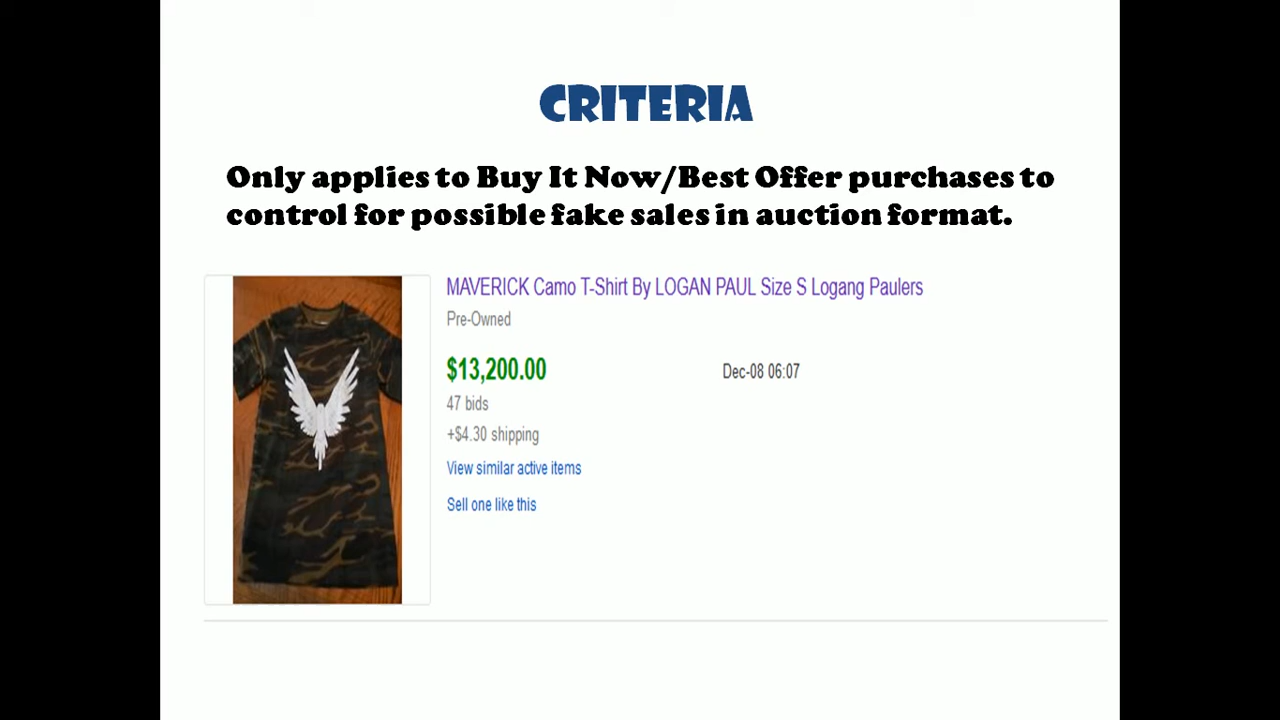 CRITERIA
Only applies to Buy It Now/Best Offer purchases to
control for possible fake sales in auction format.
MAVERICK Camo T-Shirt By LOGAN PAUL Size S Logang Paulers
Pre-Owned
$13,200.00 Dec-08 06:07
47 bids
+$4.30 shipping
View similar active items
Sell one like this